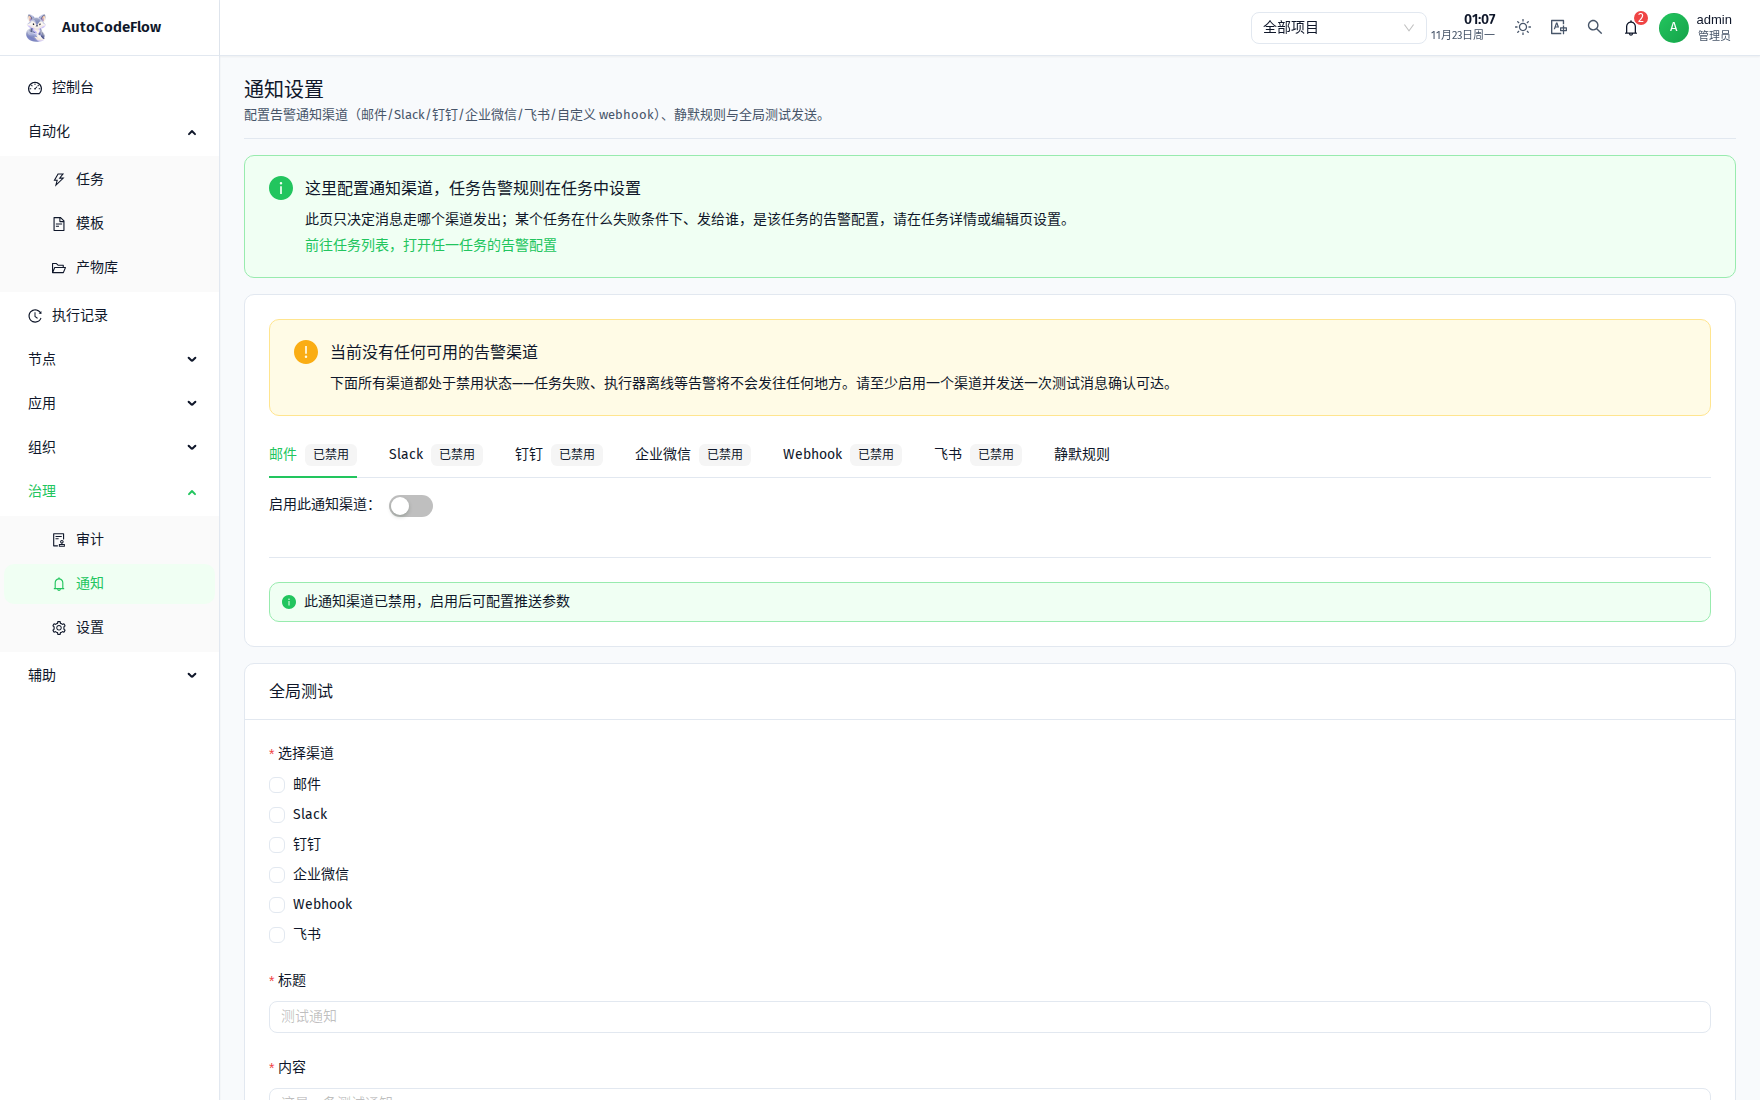 AutoCodeFlow
全部项目
01:07
11月23日周一
2
A
admin
管理员
控制台
自动化
任务
模板
产物库
执行记录
节点
应用
组织
治理
审计
通知
设置
辅助
通知设置
配置告警通知渠道（邮件/Slack/钉钉/企业微信/飞书/自定义 webhook）、静默规则与全局测试发送。
这里配置通知渠道，任务告警规则在任务中设置
此页只决定消息走哪个渠道发出；某个任务在什么失败条件下、发给谁，是该任务的告警配置，请在任务详情或编辑页设置。
前往任务列表，打开任一任务的告警配置
当前没有任何可用的告警渠道
下面所有渠道都处于禁用状态——任务失败、执行器离线等告警将不会发往任何地方。请至少启用一个渠道并发送一次测试消息确认可达。
邮件 已禁用 Slack 已禁用 钉钉 已禁用 企业微信 已禁用 Webhook 已禁用 飞书 已禁用 静默规则
启用此通知渠道：
此通知渠道已禁用，启用后可配置推送参数
全局测试
* 选择渠道
邮件
Slack
钉钉
企业微信
Webhook
飞书
* 标题
测试通知
* 内容